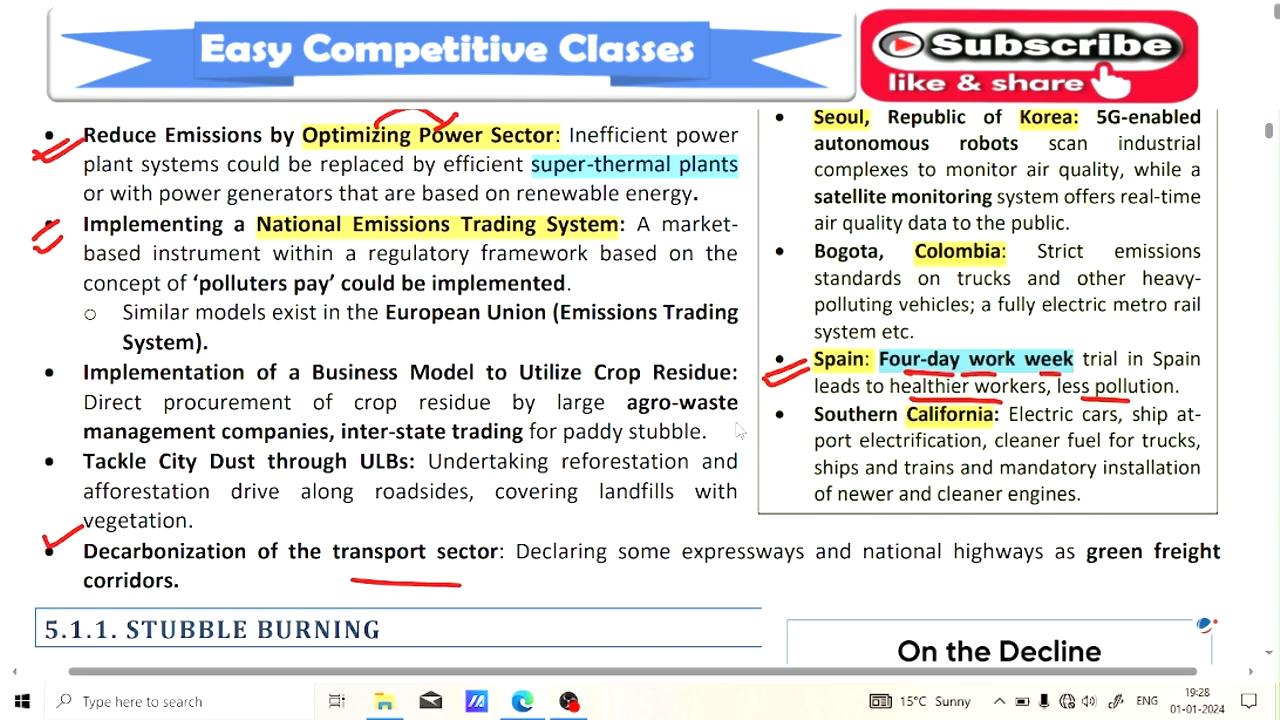 Easy Competitive Classes
Subscribe
like & share
• Reduce Emissions by Optimizing Power Sector: Inefficient power
plant systems could be replaced by efficient super-thermal plants
or with power generators that are based on renewable energy.
• Implementing a National Emissions Trading System: A market-
based instrument within a regulatory framework based on the
concept of ‘polluters pay’ could be implemented.
o Similar models exist in the European Union (Emissions Trading
System).
• Implementation of a Business Model to Utilize Crop Residue:
Direct procurement of crop residue by large agro-waste
management companies, inter-state trading for paddy stubble.
• Tackle City Dust through ULBs: Undertaking reforestation and
afforestation drive along roadsides, covering landfills with
vegetation.
• Decarbonization of the transport sector: Declaring some expressways and national highways as green freight
corridors.
• Seoul, Republic of Korea: 5G-enabled
autonomous robots scan industrial
complexes to monitor air quality, while a
satellite monitoring system offers real-time
air quality data to the public.
• Bogota, Colombia: Strict emissions
standards on trucks and other heavy-
polluting vehicles; a fully electric metro rail
system etc.
• Spain: Four-day work week trial in Spain
leads to healthier workers, less pollution.
• Southern California: Electric cars, ship at-
port electrification, cleaner fuel for trucks,
ships and trains and mandatory installation
of newer and cleaner engines.
5.1.1. STUBBLE BURNING
On the Decline
Type here to search
15°C Sunny
ENG
19:28
01-01-2024